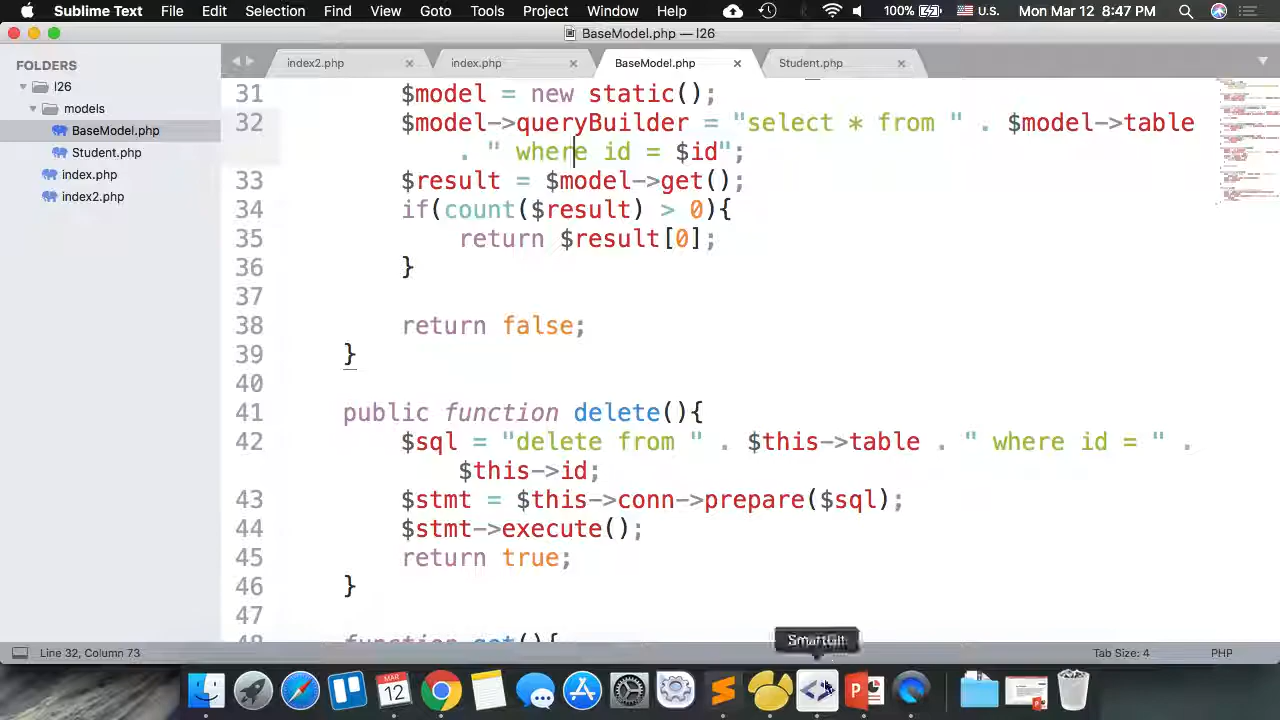 Sublime Text File Edit Selection Find View Goto Tools Project Window Help 100% U.S. Mon Mar 12 8:47 PM
BaseModel.php — l26
FOLDERS
l26
models
BaseModel.php
Student.php
index.php
index2.php
index2.php index.php BaseModel.php Student.php
31 $model = new static();
32 $model->queryBuilder = "select * from " . $model->table
. " where id = $id";
33 $result = $model->get();
34 if(count($result) > 0){
35 return $result[0];
36 }
37
38 return false;
39 }
40
41 public function delete(){
42 $sql = "delete from " . $this->table . " where id = " .
$this->id;
43 $stmt = $this->conn->prepare($sql);
44 $stmt->execute();
45 return true;
46 }
47
48 function get(){
SmartGit
Line 32, Column 73 Tab Size: 4 PHP
MAR
12